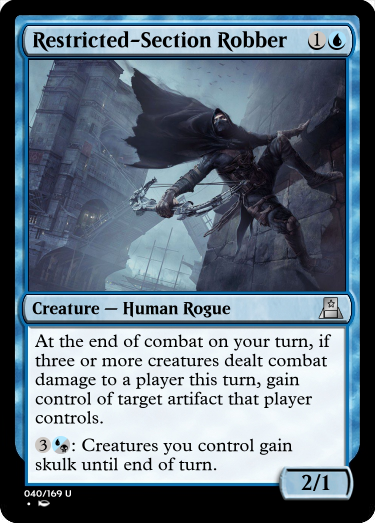 Restricted-Section Robber 1
Creature — Human Rogue
At the end of combat on your turn, if
three or more creatures dealt combat
damage to a player this turn, gain
control of target artifact that player
controls.
3: Creatures you control gain
skulk until end of turn.
2/1
040/169 U